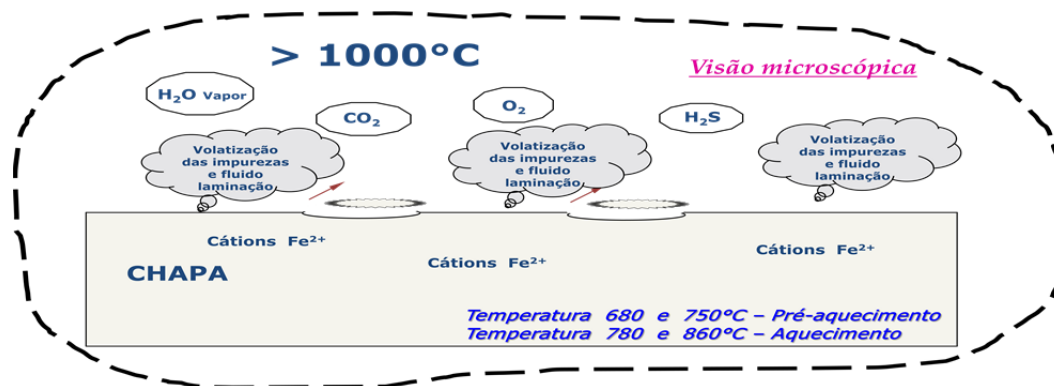 > 1000°C
Visão microscópica
H₂O Vapor
CO₂
O₂
H₂S
Volatização
das impurezas
e fluido
laminação
Volatização
das impurezas
e fluido
laminação
Volatização
das impurezas
e fluido
laminação
Cátions Fe²⁺
Cátions Fe²⁺
Cátions Fe²⁺
CHAPA
Temperatura 680 e 750°C – Pré-aquecimento
Temperatura 780 e 860°C – Aquecimento